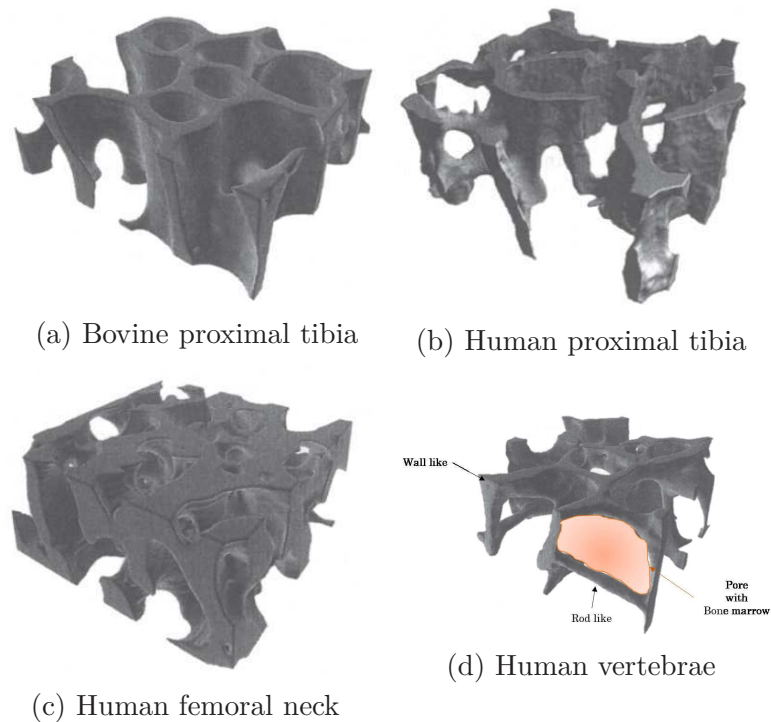 (a) Bovine proximal tibia
(b) Human proximal tibia
Wall like
Pore
with
Bone marrow
Rod like
(d) Human vertebrae
(c) Human femoral neck